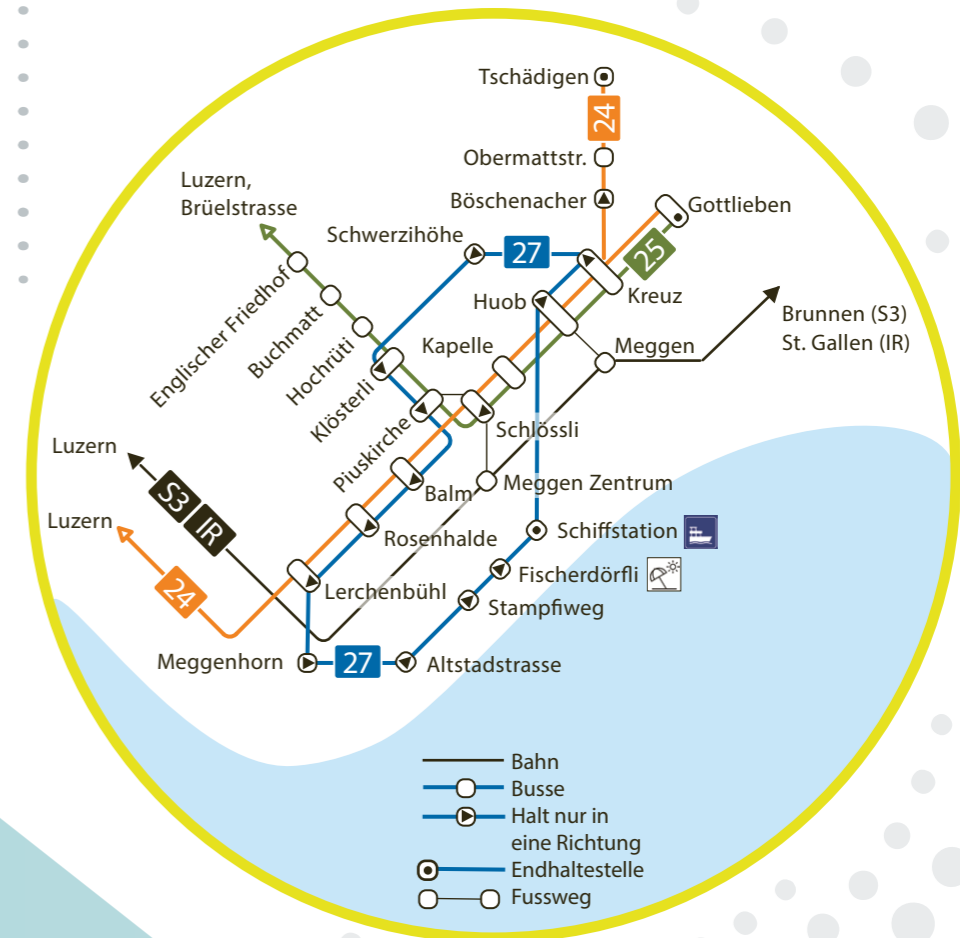 Tschädigen
24
Obermattstr.
Böschenacher
Luzern,
Brüelstrasse
Gottlieben
Schwerzihöhe
27
25
Kreuz
Huob
Englischer Friedhof
Buchmatt
Hochrüti
Klösterli
Kapelle
Meggen
Brunnen (S3)
St. Gallen (IR)
Piuskirche
Schlössli
Luzern
S3 IR
Balm
Meggen Zentrum
Luzern
24
Rosenhalde
Schiffstation
Lerchenbühl
Fischerdörfli
Stampfiweg
Meggenhorn
27
Altstadstrasse
Bahn
Busse
Halt nur in
eine Richtung
Endhaltestelle
Fussweg